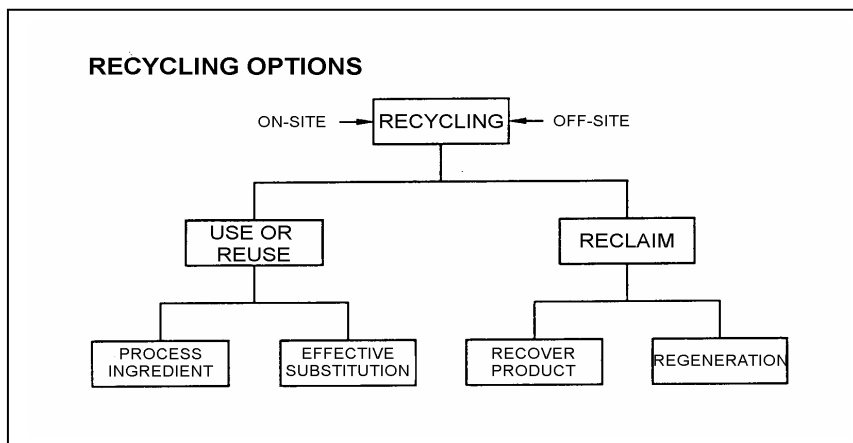 RECYCLING OPTIONS
ON-SITE
RECYCLING
OFF-SITE
USE OR
REUSE
RECLAIM
PROCESS
INGREDIENT
EFFECTIVE
SUBSTITUTION
RECOVER
PRODUCT
REGENERATION